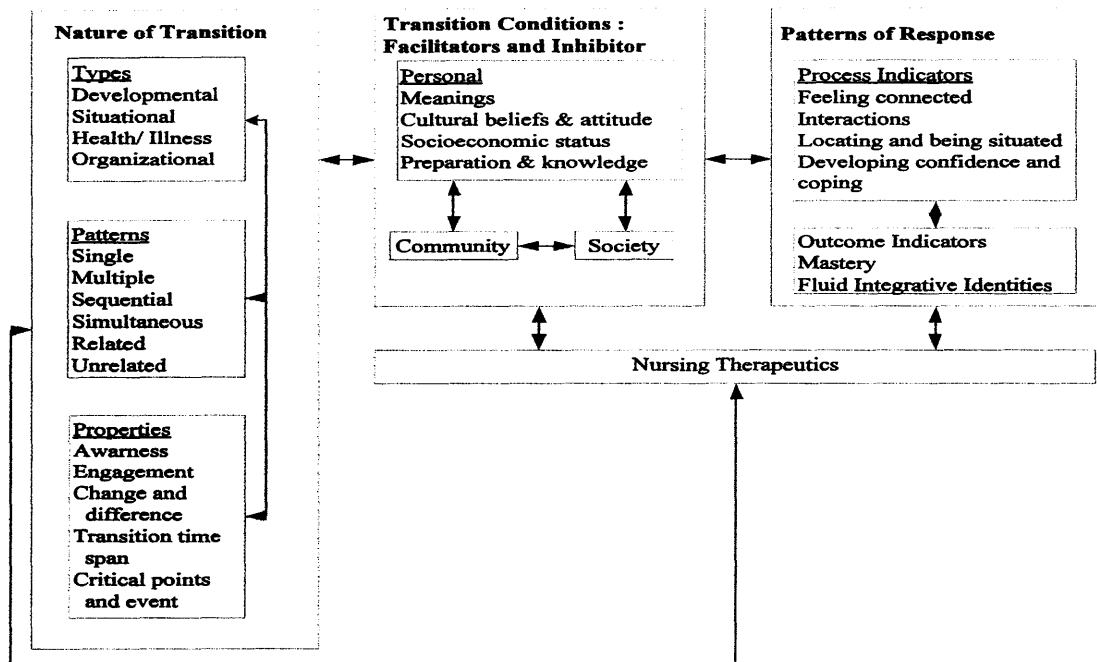 Nature of Transition
Types
Developmental
Situational
Health/ Illness
Organizational
Patterns
Single
Multiple
Sequential
Simultaneous
Related
Unrelated
Properties
Awarness
Engagement
Change and
difference
Transition time
span
Critical points
and event
Transition Conditions :
Facilitators and Inhibitor
Personal
Meanings
Cultural beliefs & attitude
Socioeconomic status
Preparation & knowledge
Community
Society
Patterns of Response
Process Indicators
Feeling connected
Interactions
Locating and being situated
Developing confidence and
coping
Outcome Indicators
Mastery
Fluid Integrative Identities
Nursing Therapeutics